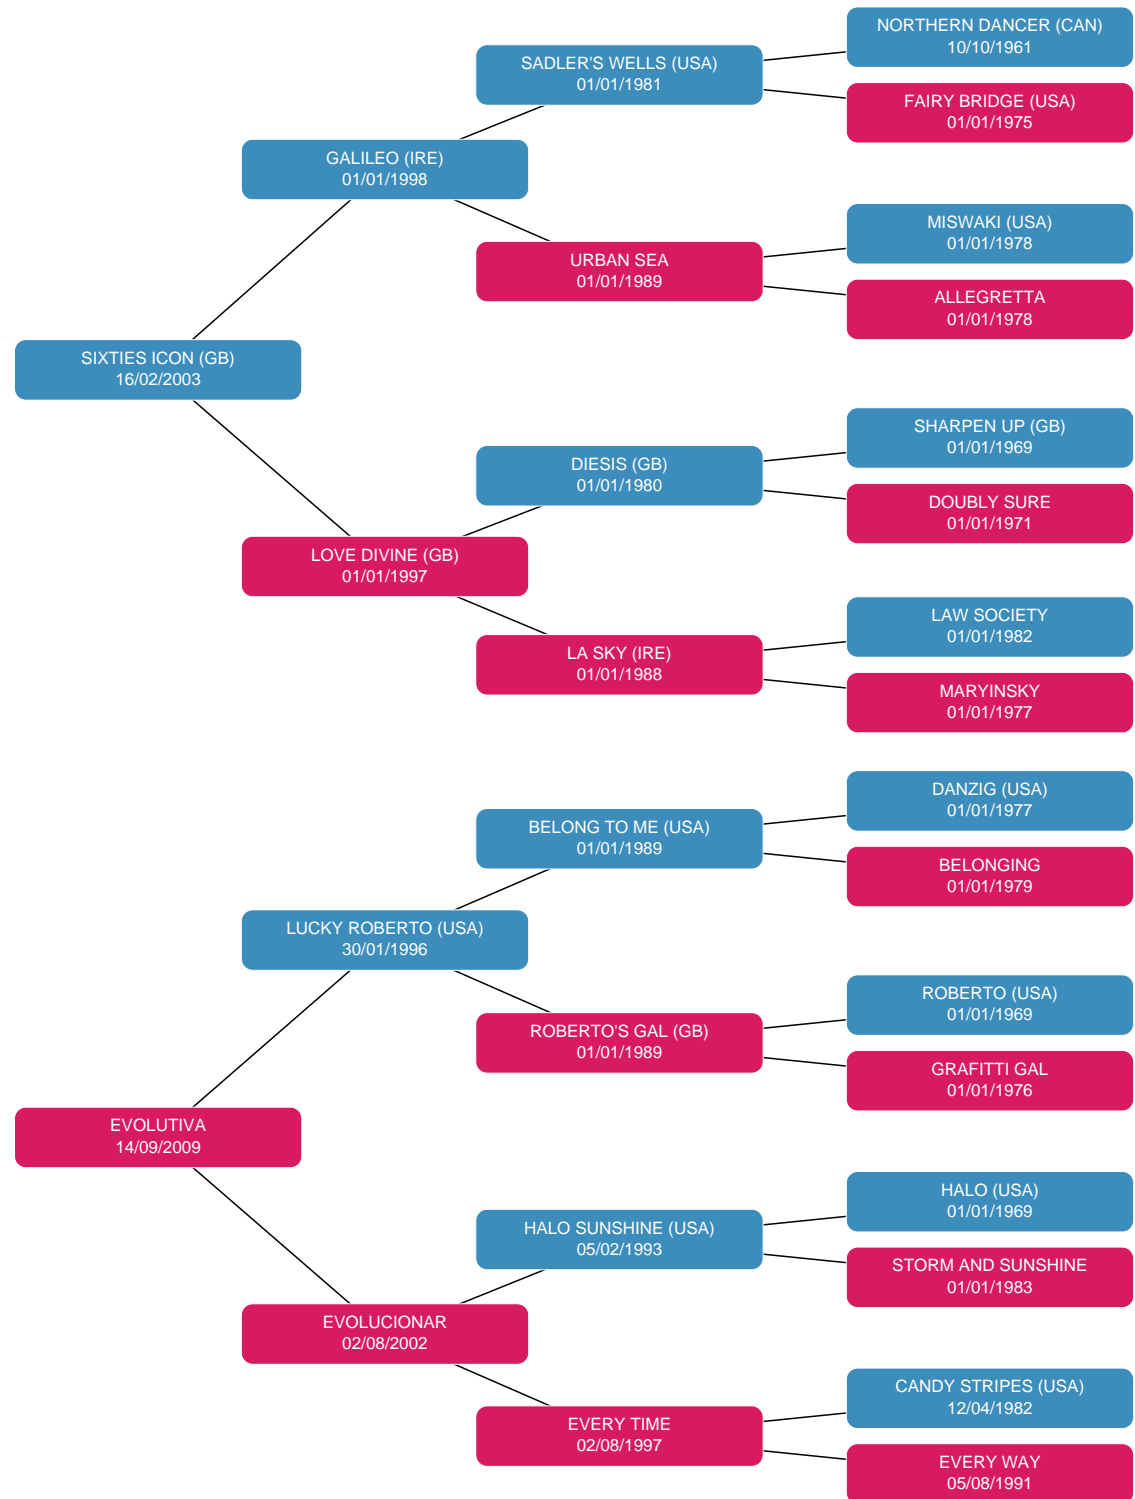 NORTHERN DANCER (CAN)
10/10/1961
SADLER'S WELLS (USA)
01/01/1981
FAIRY BRIDGE (USA)
01/01/1975
GALILEO (IRE)
01/01/1998
MISWAKI (USA)
01/01/1978
URBAN SEA
01/01/1989
ALLEGRETTA
01/01/1978
SIXTIES ICON (GB)
16/02/2003
SHARPEN UP (GB)
01/01/1969
DIESIS (GB)
01/01/1980
DOUBLY SURE
01/01/1971
LOVE DIVINE (GB)
01/01/1997
LAW SOCIETY
01/01/1982
LA SKY (IRE)
01/01/1988
MARYINSKY
01/01/1977
DANZIG (USA)
01/01/1977
BELONG TO ME (USA)
01/01/1989
BELONGING
01/01/1979
LUCKY ROBERTO (USA)
30/01/1996
ROBERTO (USA)
01/01/1969
ROBERTO'S GAL (GB)
01/01/1989
GRAFITTI GAL
01/01/1976
EVOLUTIVA
14/09/2009
HALO (USA)
01/01/1969
HALO SUNSHINE (USA)
05/02/1993
STORM AND SUNSHINE
01/01/1983
EVOLUCIONAR
02/08/2002
CANDY STRIPES (USA)
12/04/1982
EVERY TIME
02/08/1997
EVERY WAY
05/08/1991